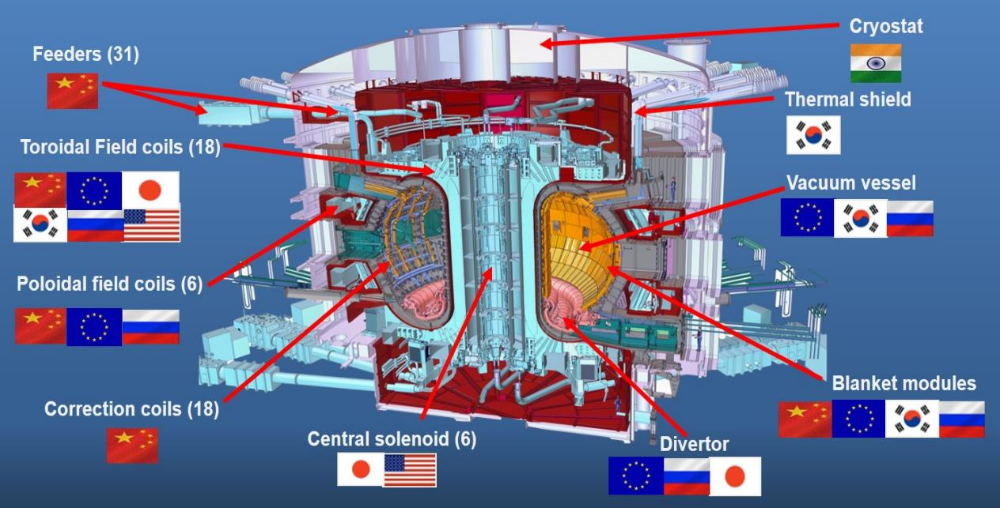 Cryostat
Feeders (31)
Thermal shield
Toroidal Field coils (18)
Vacuum vessel
Poloidal field coils (6)
Blanket modules
Correction coils (18)
Central solenoid (6)
Divertor